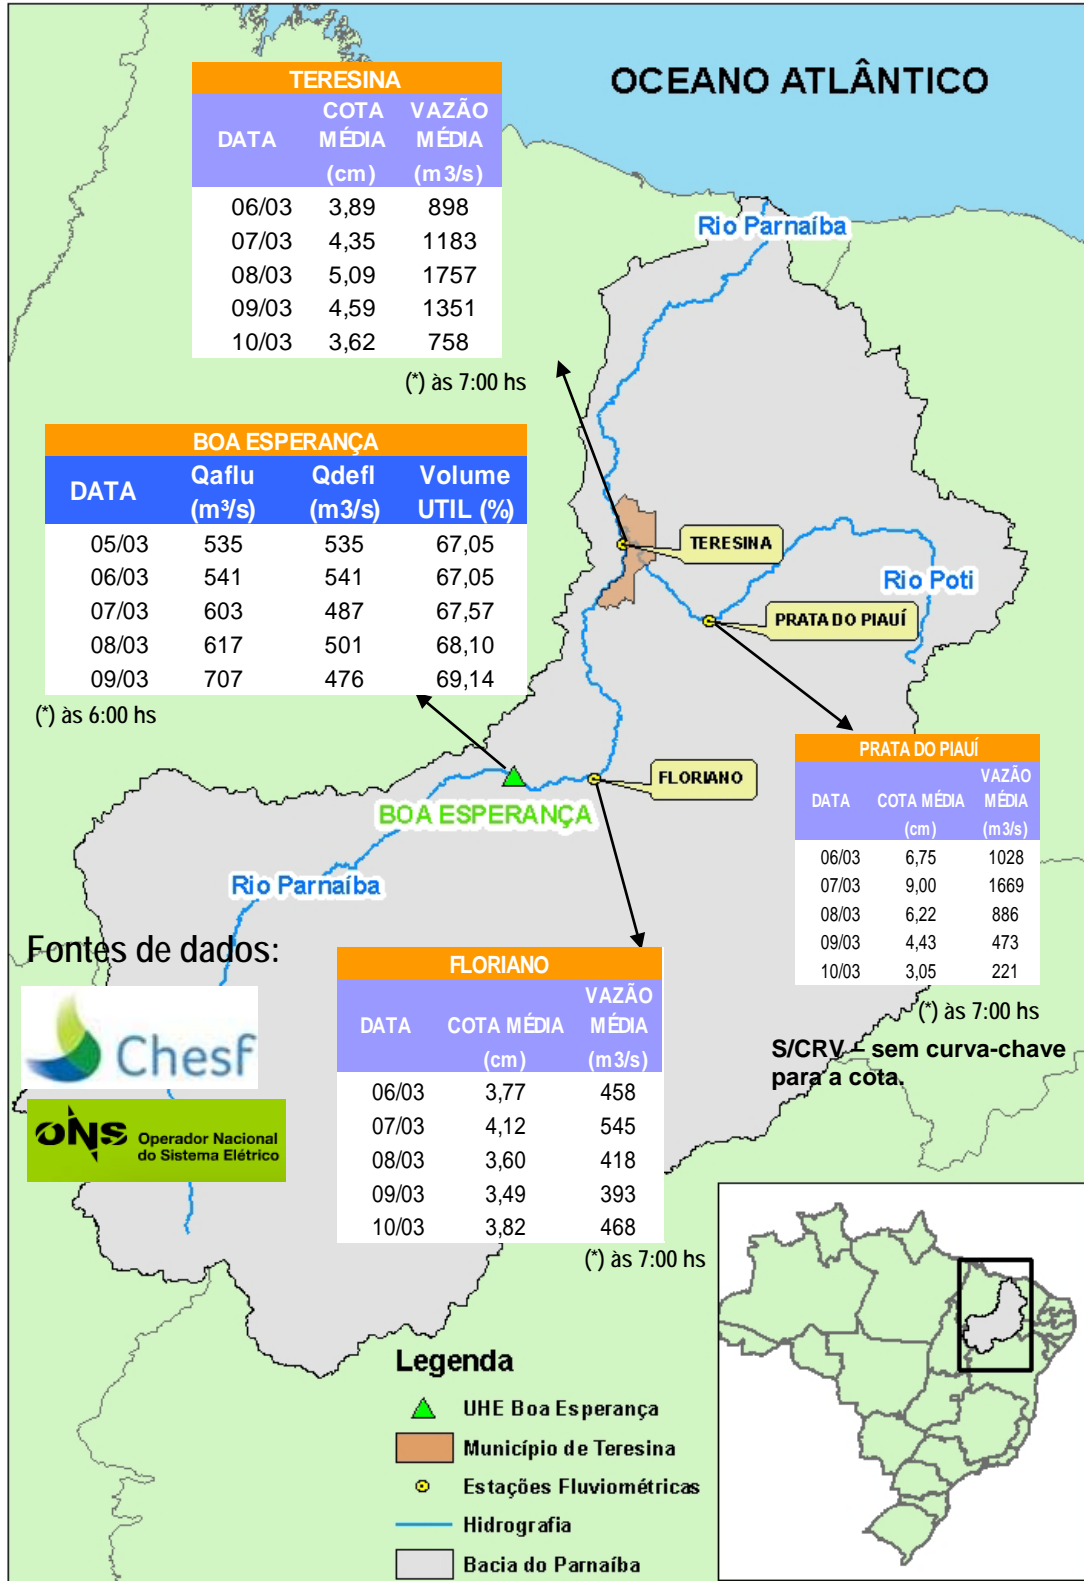 OCEANO ATLÂNTICO
TERESINA
DATA COTA MÉDIA (cm) VAZÃO MÉDIA (m3/s)
06/03 3,89 898
07/03 4,35 1183
08/03 5,09 1757
09/03 4,59 1351
10/03 3,62 758
(*) às 7:00 hs
Rio Parnaíba
BOA ESPERANÇA
DATA Qaflu (m³/s) Qdefl (m3/s) Volume UTIL (%)
05/03 535 535 67,05
06/03 541 541 67,05
07/03 603 487 67,57
08/03 617 501 68,10
09/03 707 476 69,14
(*) às 6:00 hs
TERESINA
Rio Poti
PRATA DO PIAUÍ
FLORIANO
BOA ESPERANÇA
Rio Parnaíba
PRATA DO PIAUÍ
DATA COTA MÉDIA (cm) VAZÃO MÉDIA (m3/s)
06/03 6,75 1028
07/03 9,00 1669
08/03 6,22 886
09/03 4,43 473
10/03 3,05 221
(*) às 7:00 hs
S/CRV – sem curva-chave
para a cota.
Fontes de dados:
Chesf
ONS Operador Nacional
do Sistema Elétrico
FLORIANO
DATA COTA MÉDIA (cm) VAZÃO MÉDIA (m3/s)
06/03 3,77 458
07/03 4,12 545
08/03 3,60 418
09/03 3,49 393
10/03 3,82 468
(*) às 7:00 hs
Legenda
UHE Boa Esperança
Município de Teresina
Estações Fluviométricas
Hidrografia
Bacia do Parnaíba